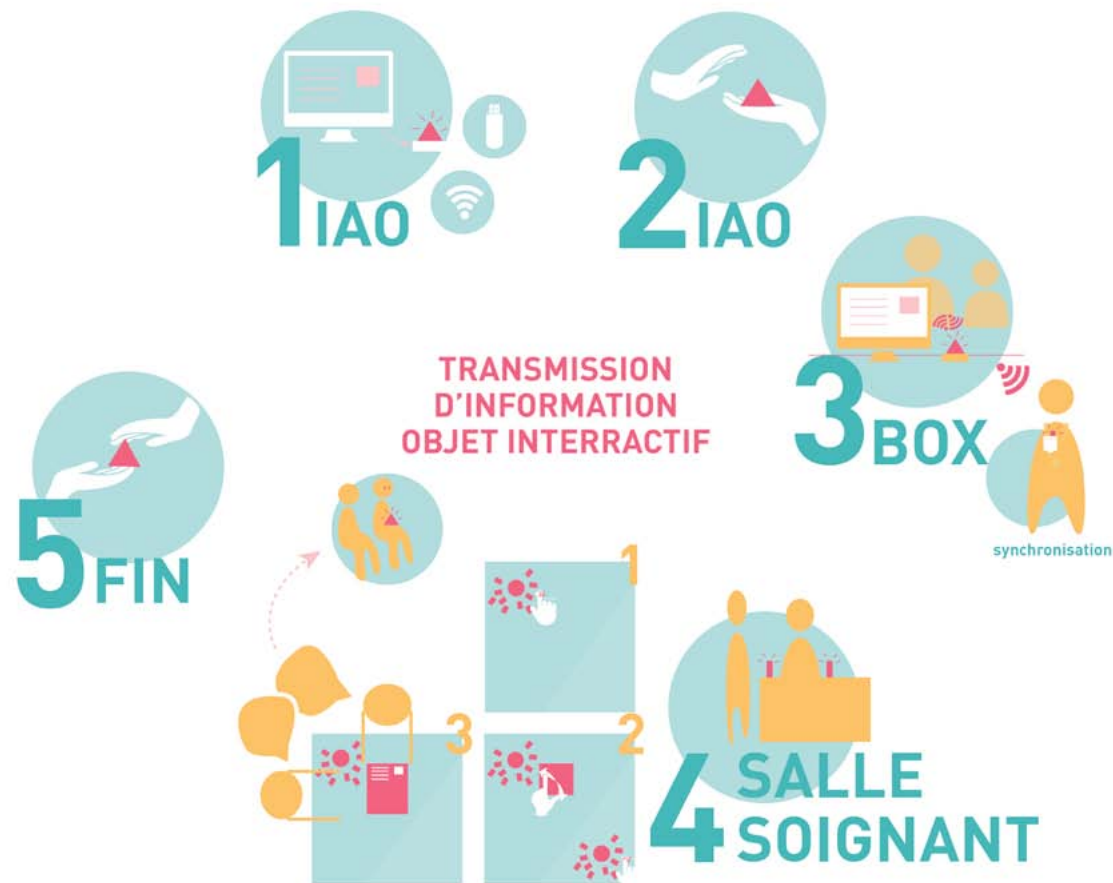 1 IAO
2 IAO
TRANSMISSION
D'INFORMATION
OBJET INTERRACTIF
3 BOX
synchronisation
5 FIN
1
2
3
4 SALLE
SOIGNANT